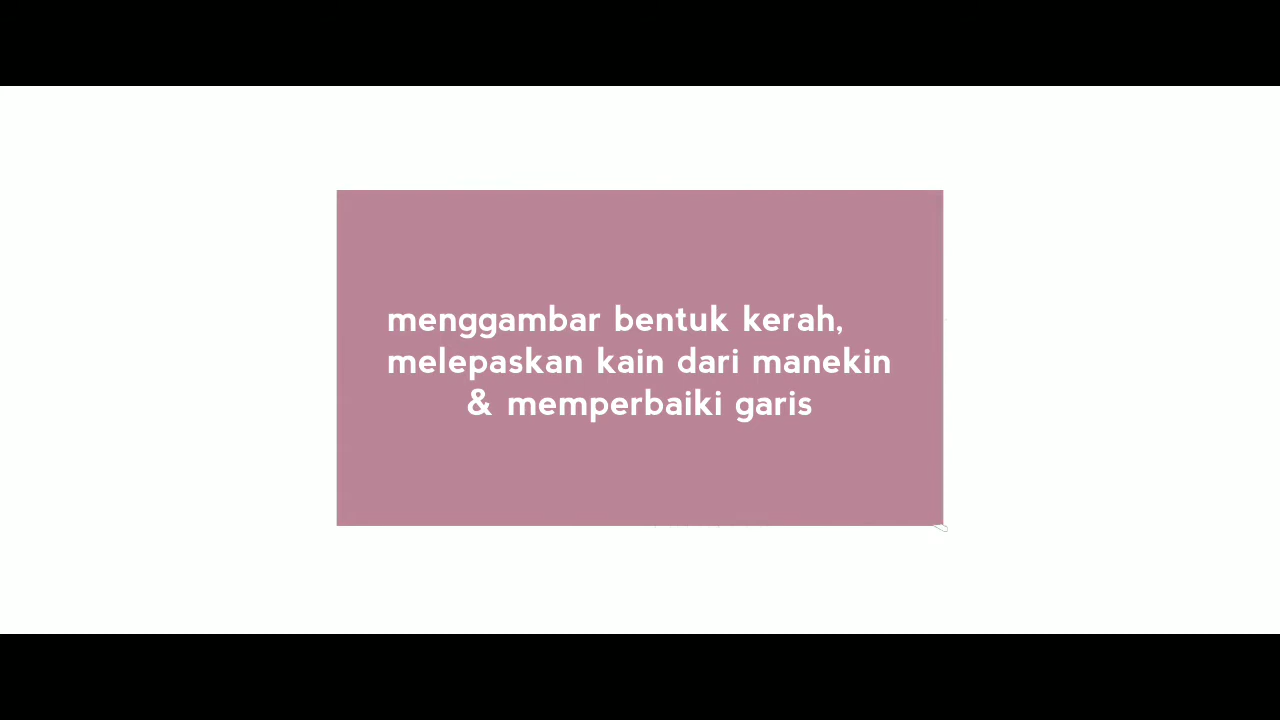 menggambar bentuk kerah,
melepaskan kain dari manekin
& memperbaiki garis